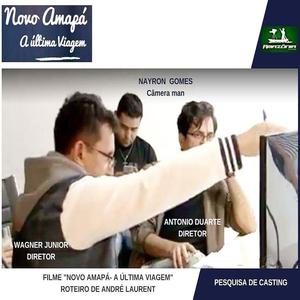 Novo Amapá
A última Viagem
Amazônia
NAYRON GOMES
Câmera man
ANTONIO DUARTE
DIRETOR
WAGNER JUNIOR
DIRETOR
FILME "NOVO AMAPÁ- A ÚLTIMA VIAGEM"
ROTEIRO DE ANDRÉ LAURENT
PESQUISA DE CASTING